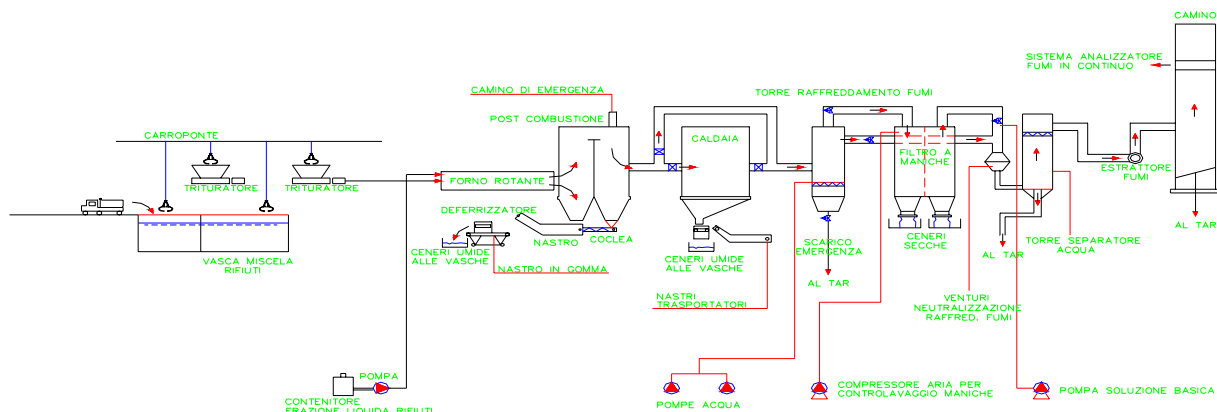 CAMINO
SISTEMA ANALIZZATORE
FUMI IN CONTINUO
CAMINO DI EMERGENZA
TORRE RAFFREDDAMENTO FUMI
POST COMBUSTIONE
CARROPONTE
CALDAIA
FILTRO A
MANICHE
ESTRATTORE
FUMI
TRITURATORE
TRITURATORE
FORNO ROTANTE
DEFERRIZZATORE
NASTRO
COCLEA
CENERI UMIDE
ALLE VASCHE
NASTRO IN GOMMA
VASCA MISCELA
RIFIUTI
CENERI UMIDE
ALLE VASCHE
SCARICO
EMERGENZA
CENERI
SECCHE
AL TAR
TORRE SEPARATORE
ACQUA
AL TAR
AL TAR
NASTRI
TRASPORTATORI
VENTURI
NEUTRALIZZAZIONE
RAFFRED. FUMI
POMPA
CONTENITORE
FRAZIONE LIQUIDA RIFIUTI
POMPE ACQUA
COMPRESSORE ARIA PER
CONTROLAVAGGIO MANICHE
POMPA SOLUZIONE BASICA